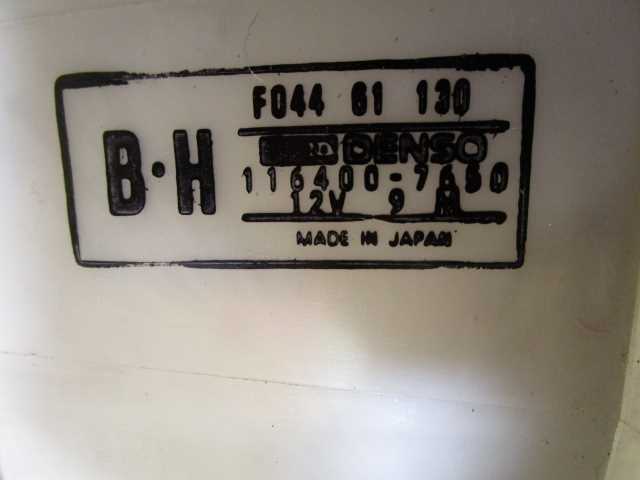 F044 61 130
B·H
DENSO
116400-7650
12V 9 M
MADE IN JAPAN